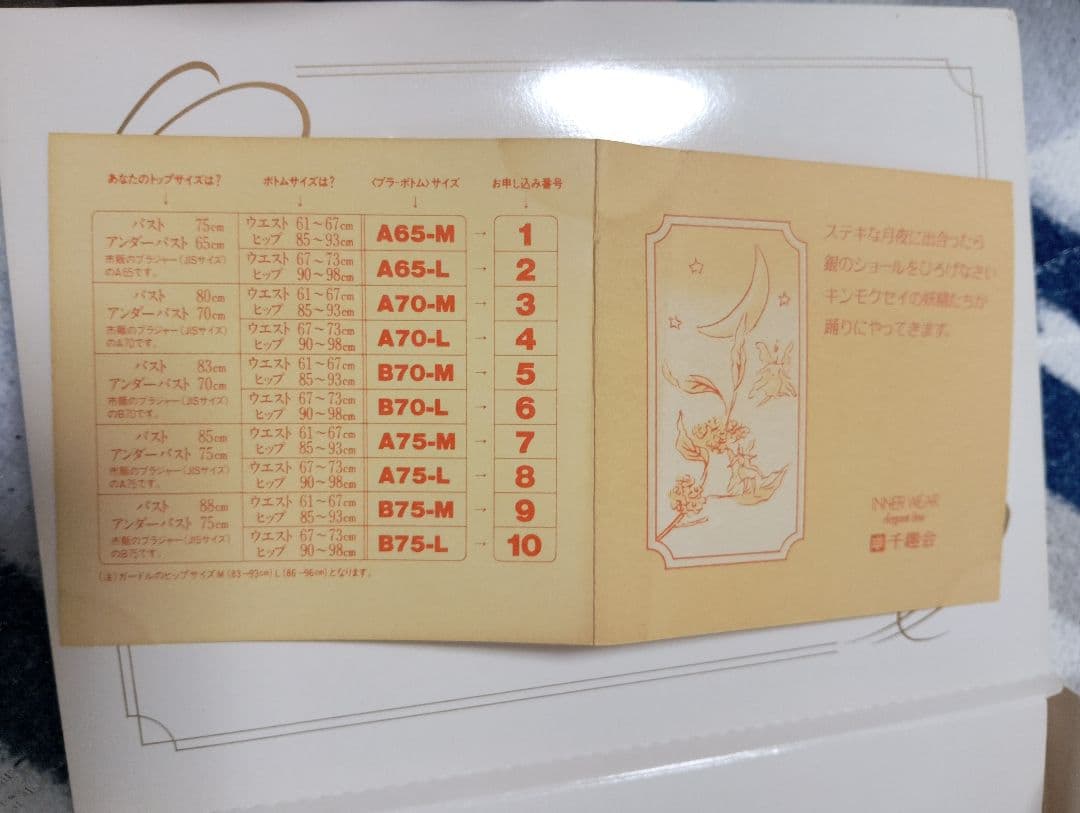 あなたのトップサイズは? ボトムサイズは? 〈ブラ-ボトム〉サイズ お申し込み番号
↓ ↓ ↓ ↓
バスト 75cm
アンダーバスト 65cm
市販のブラジャー(JISサイズ)
のA65です。
ウエスト 61〜67cm
ヒップ 85〜93cm
A65-M → 1
ウエスト 67〜73cm
ヒップ 90〜98cm
A65-L → 2
バスト 80cm
アンダーバスト 70cm
市販のブラジャー(JISサイズ)
のA70です。
ウエスト 61〜67cm
ヒップ 85〜93cm
A70-M → 3
ウエスト 67〜73cm
ヒップ 90〜98cm
A70-L → 4
バスト 83cm
アンダーバスト 70cm
市販のブラジャー(JISサイズ)
のB70です。
ウエスト 61〜67cm
ヒップ 85〜93cm
B70-M → 5
ウエスト 67〜73cm
ヒップ 90〜98cm
B70-L → 6
バスト 85cm
アンダーバスト 75cm
市販のブラジャー(JISサイズ)
のA75です。
ウエスト 61〜67cm
ヒップ 85〜93cm
A75-M → 7
ウエスト 67〜73cm
ヒップ 90〜98cm
A75-L → 8
バスト 88cm
アンダーバスト 75cm
市販のブラジャー(JISサイズ)
のB75です。
ウエスト 61〜67cm
ヒップ 85〜93cm
B75-M → 9
ウエスト 67〜73cm
ヒップ 90〜98cm
B75-L → 10
(注)ガードルのヒップサイズM(83〜93cm)L(86〜96cm)となります。
ステキな月夜に出合ったら
銀のショールをひろげなさい
キンモクセイの妖精たちが
踊りにやってきます。
INNER WEAR
elegant line
千趣会